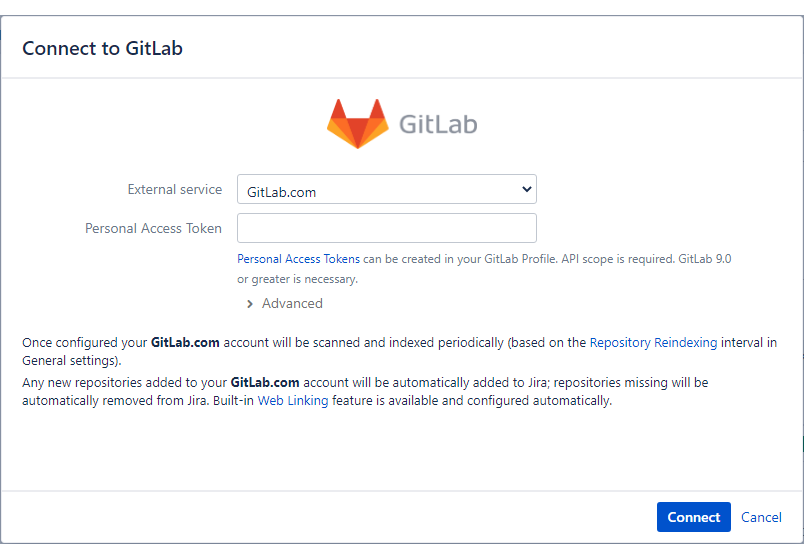 Connect to GitLab
GitLab
External service
GitLab.com
Personal Access Token
Personal Access Tokens can be created in your GitLab Profile. API scope is required. GitLab 9.0
or greater is necessary.
Advanced
Once configured your GitLab.com account will be scanned and indexed periodically (based on the Repository Reindexing interval in
General settings).
Any new repositories added to your GitLab.com account will be automatically added to Jira; repositories missing will be
automatically removed from Jira. Built-in Web Linking feature is available and configured automatically.
Connect Cancel